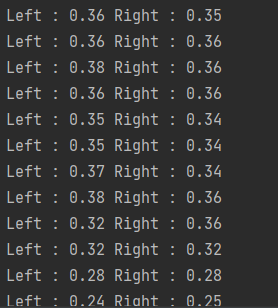 Left : 0.36 Right : 0.35
Left : 0.36 Right : 0.36
Left : 0.38 Right : 0.36
Left : 0.36 Right : 0.36
Left : 0.35 Right : 0.34
Left : 0.35 Right : 0.34
Left : 0.37 Right : 0.34
Left : 0.38 Right : 0.36
Left : 0.32 Right : 0.36
Left : 0.32 Right : 0.32
Left : 0.28 Right : 0.28
Left : 0.24 Right : 0.25